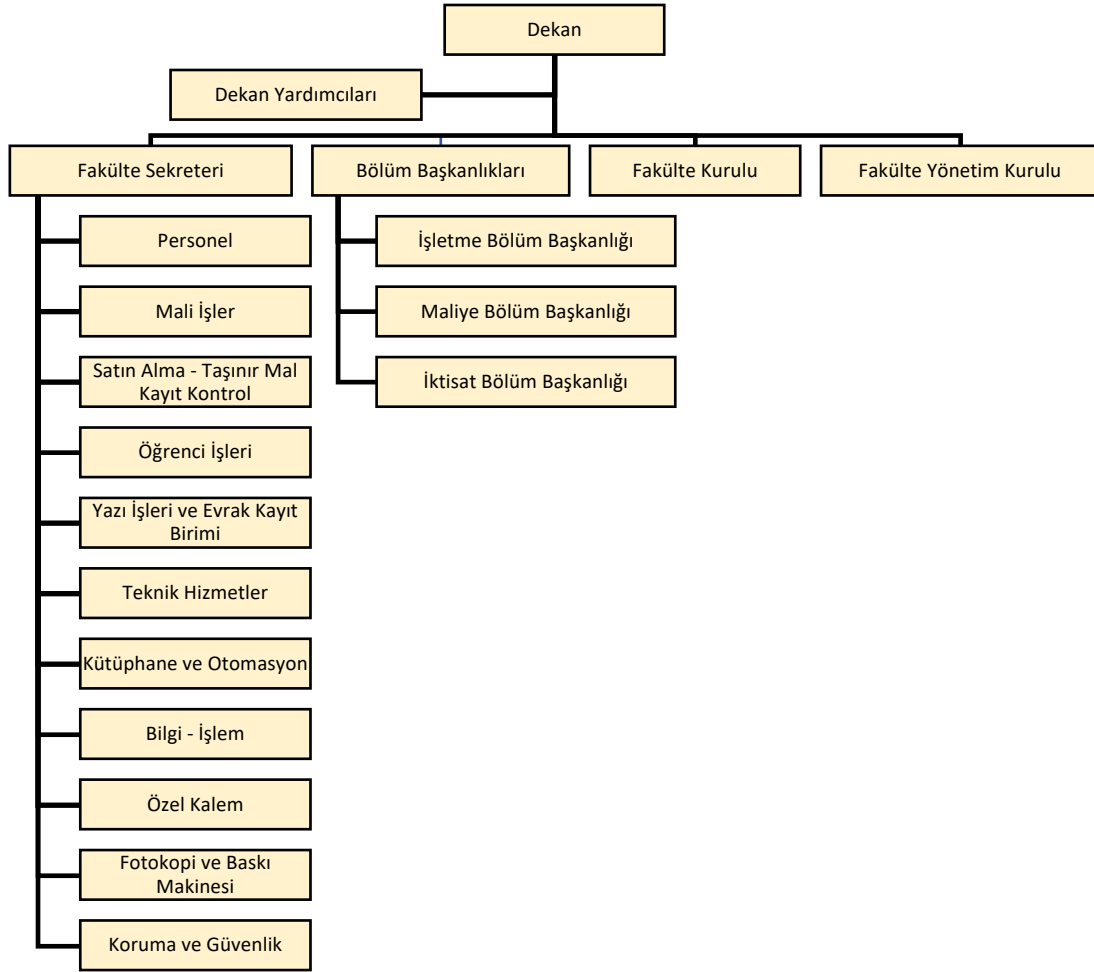 Dekan
Dekan Yardımcıları
Fakülte Sekreteri
Bölüm Başkanlıkları
Fakülte Kurulu
Fakülte Yönetim Kurulu
Personel
Mali İşler
Satın Alma - Taşınır Mal
Kayıt Kontrol
Öğrenci İşleri
Yazı İşleri ve Evrak Kayıt
Birimi
Teknik Hizmetler
Kütüphane ve Otomasyon
Bilgi - İşlem
Özel Kalem
Fotokopi ve Baskı
Makinesi
Koruma ve Güvenlik
İşletme Bölüm Başkanlığı
Maliye Bölüm Başkanlığı
İktisat Bölüm Başkanlığı